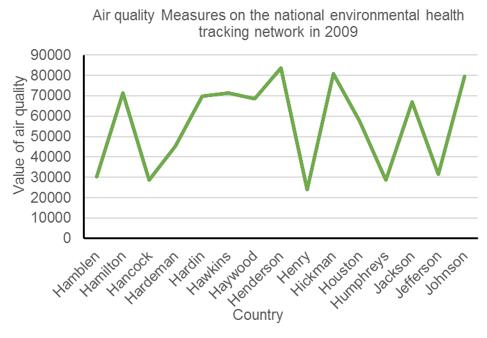 Air quality Measures on the national environmental health
tracking network in 2009
Value of air quality
90000
80000
70000
60000
50000
40000
30000
20000
10000
0
Hamblen
Hamilton
Hancock
Hardeman
Hardin
Hawkins
Haywood
Henderson
Henry
Hickman
Houston
Humphreys
Jackson
Jefferson
Johnson
Country